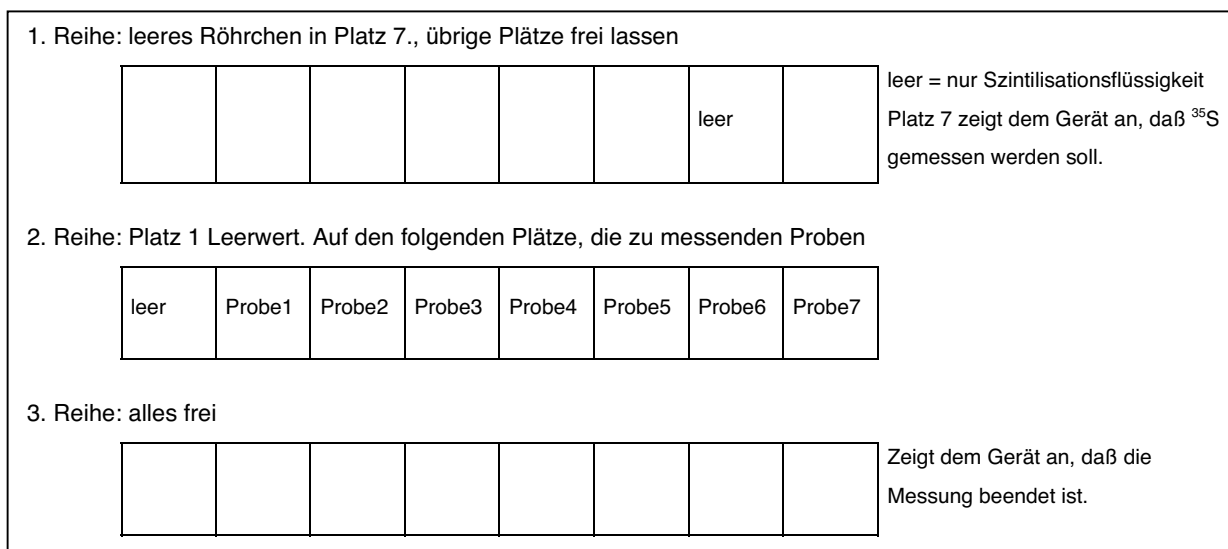 1. Reihe: leeres Röhrchen in Platz 7., übrige Plätze frei lassen
leer = nur Szintilisationsflüssigkeit
leer
Platz 7 zeigt dem Gerät an, daß ³⁵S
gemessen werden soll.
2. Reihe: Platz 1 Leerwert. Auf den folgenden Plätze, die zu messenden Proben
leer Probe1 Probe2 Probe3 Probe4 Probe5 Probe6 Probe7
3. Reihe: alles frei
Zeigt dem Gerät an, daß die
Messung beendet ist.